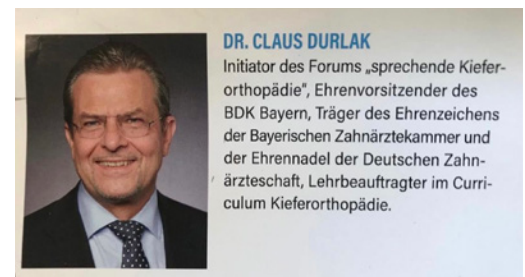 DR. CLAUS DURLAK
Initiator des Forums „sprechende Kiefer-
orthopädie", Ehrenvorsitzender des
BDK Bayern, Träger des Ehrenzeichens
der Bayerischen Zahnärztekammer und
der Ehrennadel der Deutschen Zahn-
ärzteschaft, Lehrbeauftragter im Curri-
culum Kieferorthopädie.